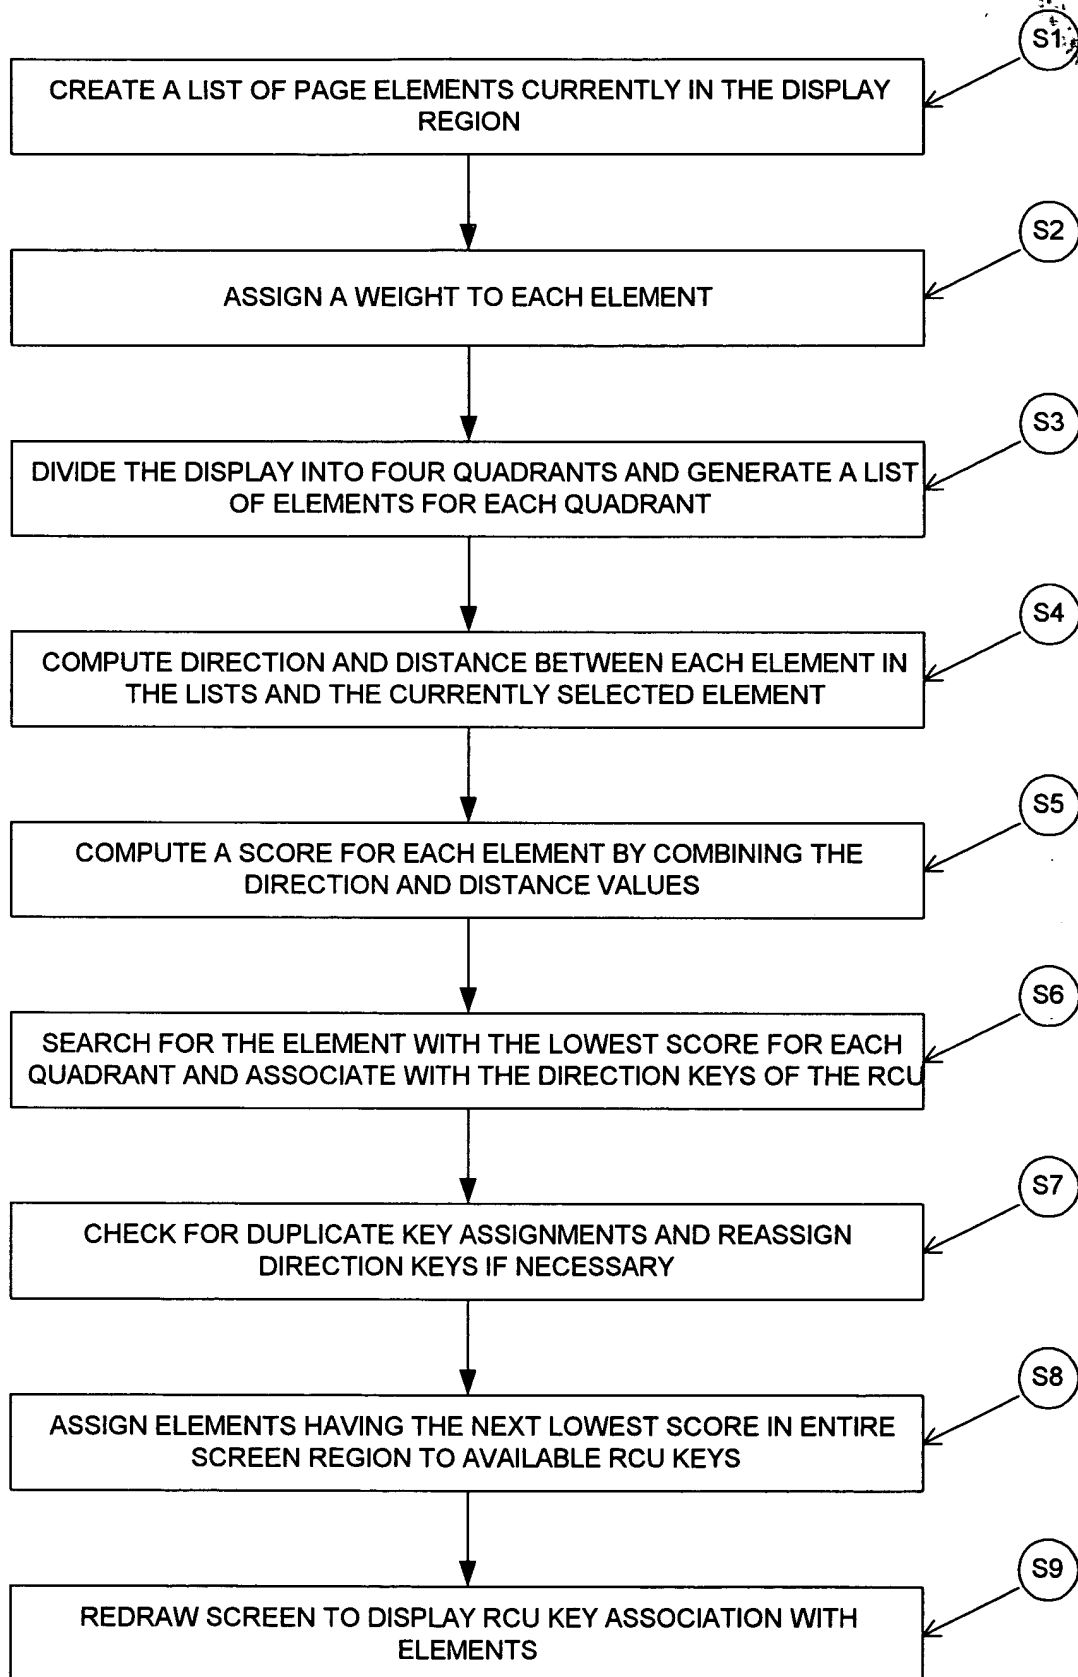 S1
CREATE A LIST OF PAGE ELEMENTS CURRENTLY IN THE DISPLAY
REGION
S2
ASSIGN A WEIGHT TO EACH ELEMENT
S3
DIVIDE THE DISPLAY INTO FOUR QUADRANTS AND GENERATE A LIST
OF ELEMENTS FOR EACH QUADRANT
S4
COMPUTE DIRECTION AND DISTANCE BETWEEN EACH ELEMENT IN
THE LISTS AND THE CURRENTLY SELECTED ELEMENT
S5
COMPUTE A SCORE FOR EACH ELEMENT BY COMBINING THE
DIRECTION AND DISTANCE VALUES
S6
SEARCH FOR THE ELEMENT WITH THE LOWEST SCORE FOR EACH
QUADRANT AND ASSOCIATE WITH THE DIRECTION KEYS OF THE RCU
S7
CHECK FOR DUPLICATE KEY ASSIGNMENTS AND REASSIGN
DIRECTION KEYS IF NECESSARY
S8
ASSIGN ELEMENTS HAVING THE NEXT LOWEST SCORE IN ENTIRE
SCREEN REGION TO AVAILABLE RCU KEYS
S9
REDRAW SCREEN TO DISPLAY RCU KEY ASSOCIATION WITH
ELEMENTS